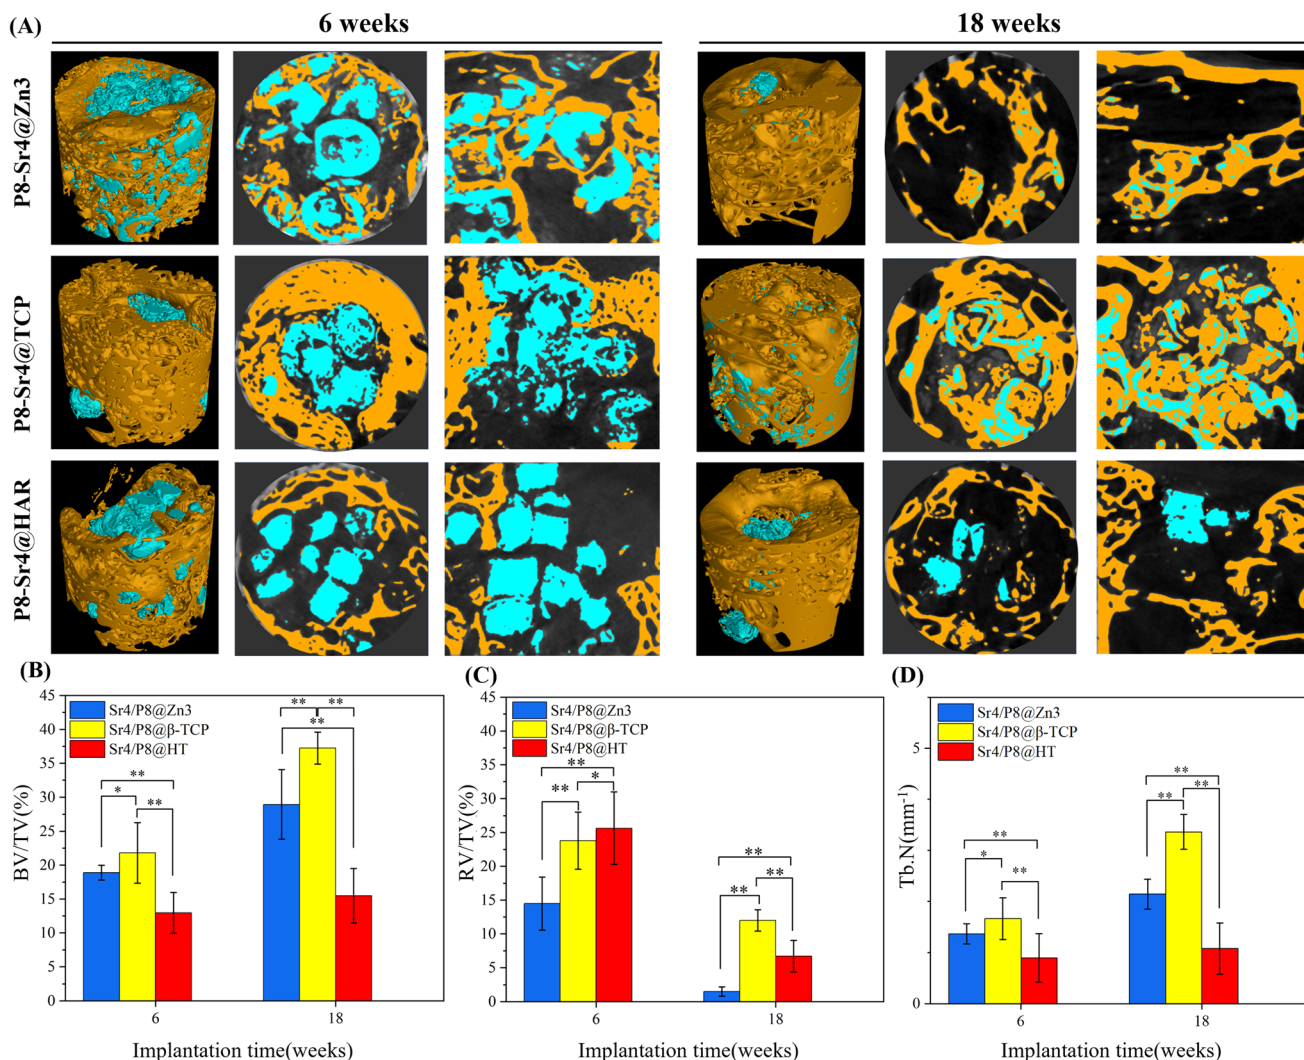 (A)
6 weeks
18 weeks
P8-Sr4@Zn3
P8-Sr4@TCP
P8-Sr4@HAR
(B)
BV/TV(%)
45
40
35
30
25
20
15
10
5
0
Sr4/P8@Zn3
Sr4/P8@β-TCP
Sr4/P8@HT
**
*
**
**
**
**
6
18
Implantation time(weeks)
(C)
RV/TV(%)
45
40
35
30
25
20
15
10
5
0
Sr4/P8@Zn3
Sr4/P8@β-TCP
Sr4/P8@HT
**
**
*
**
**
**
6
18
Implantation time(weeks)
(D)
Tb.N(mm⁻¹)
5
0
Sr4/P8@Zn3
Sr4/P8@β-TCP
Sr4/P8@HT
**
*
**
**
**
**
6
18
Implantation time(weeks)